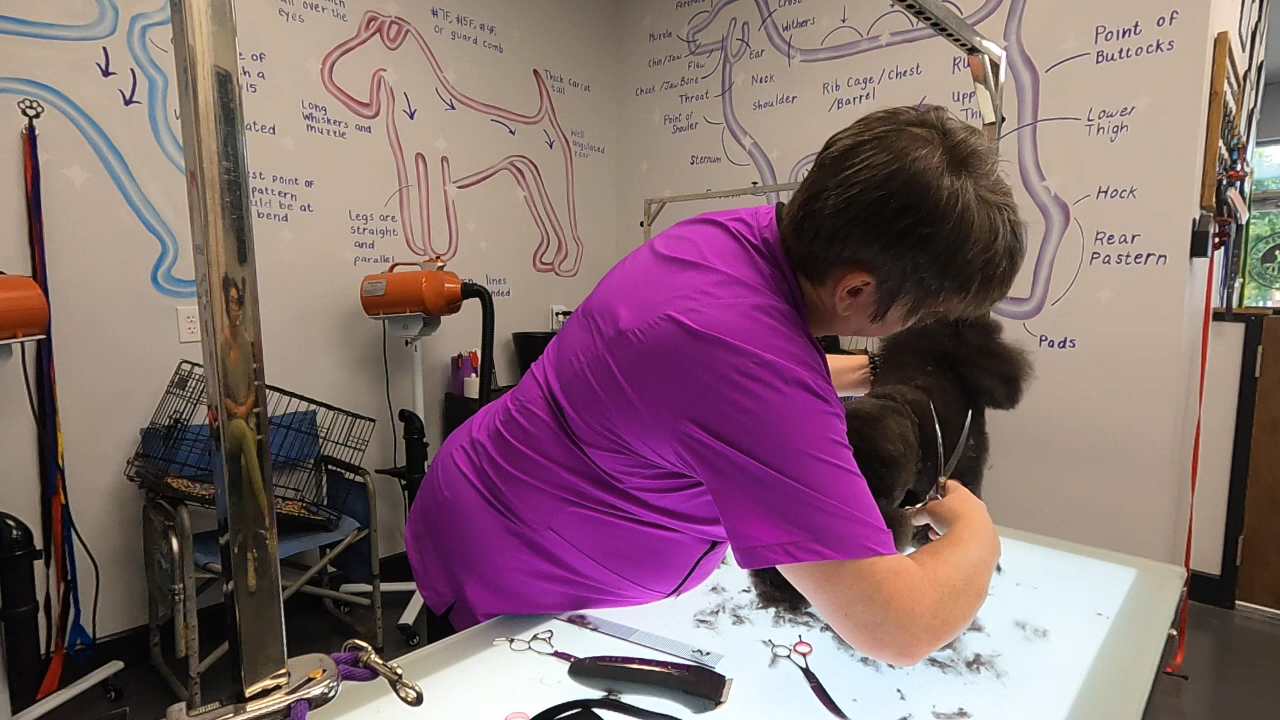 all over the
eyes
#7F, #5F, #4F
or guard comb
Thick carrot
tail
Long
Whiskers and
muzzle
Well
angulated
rear
Legs are
straight
and
parallel
lines
of
a
15
point of
pattern
be at
bend
Muzzle
Chin/Jaw
Flew
Cheek/Jaw Bone
Throat
Point of
Sternum
Ear
Neck
Shoulder
Crest
Withers
Rib Cage/Chest
/Barrel
Point of
Buttocks
Lower
Thigh
Hock
Rear
Pastern
Pads